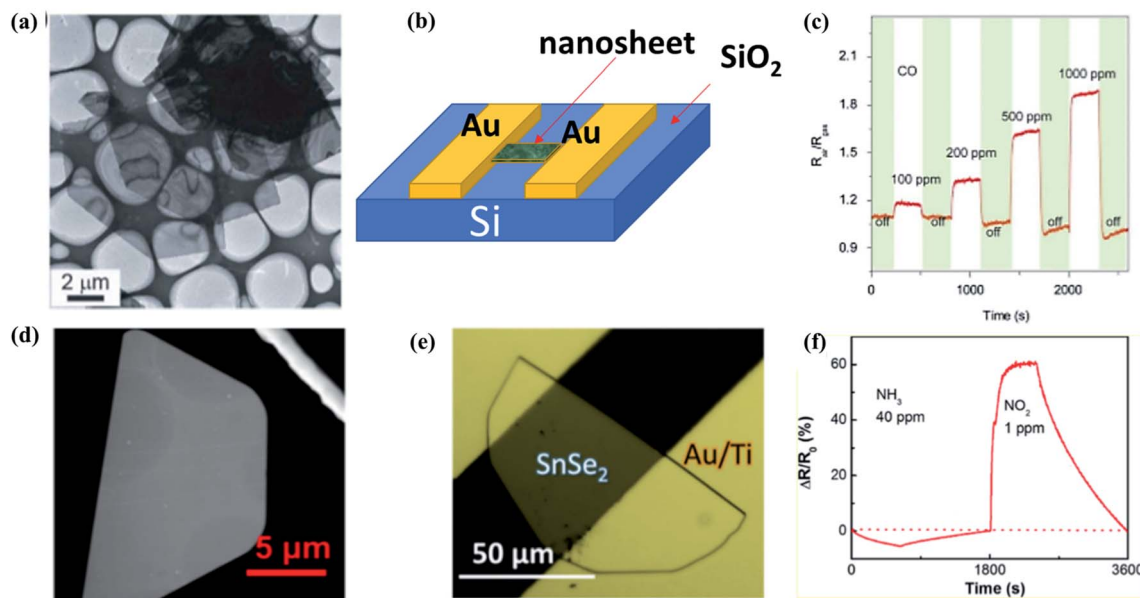 (a)
2 μm
(b)
nanosheet
SiO2
Au
Au
Si
(c)
2.1
1.8
1.5
1.2
0.9
Rair/Rgas
CO
100 ppm
200 ppm
500 ppm
1000 ppm
off
off
off
off
off
0
1000
2000
Time (s)
(d)
5 μm
(e)
SnSe2
Au/Ti
50 μm
(f)
60
40
20
0
ΔR/R0 (%)
NH3
40 ppm
NO2
1 ppm
0
1800
3600
Time (s)